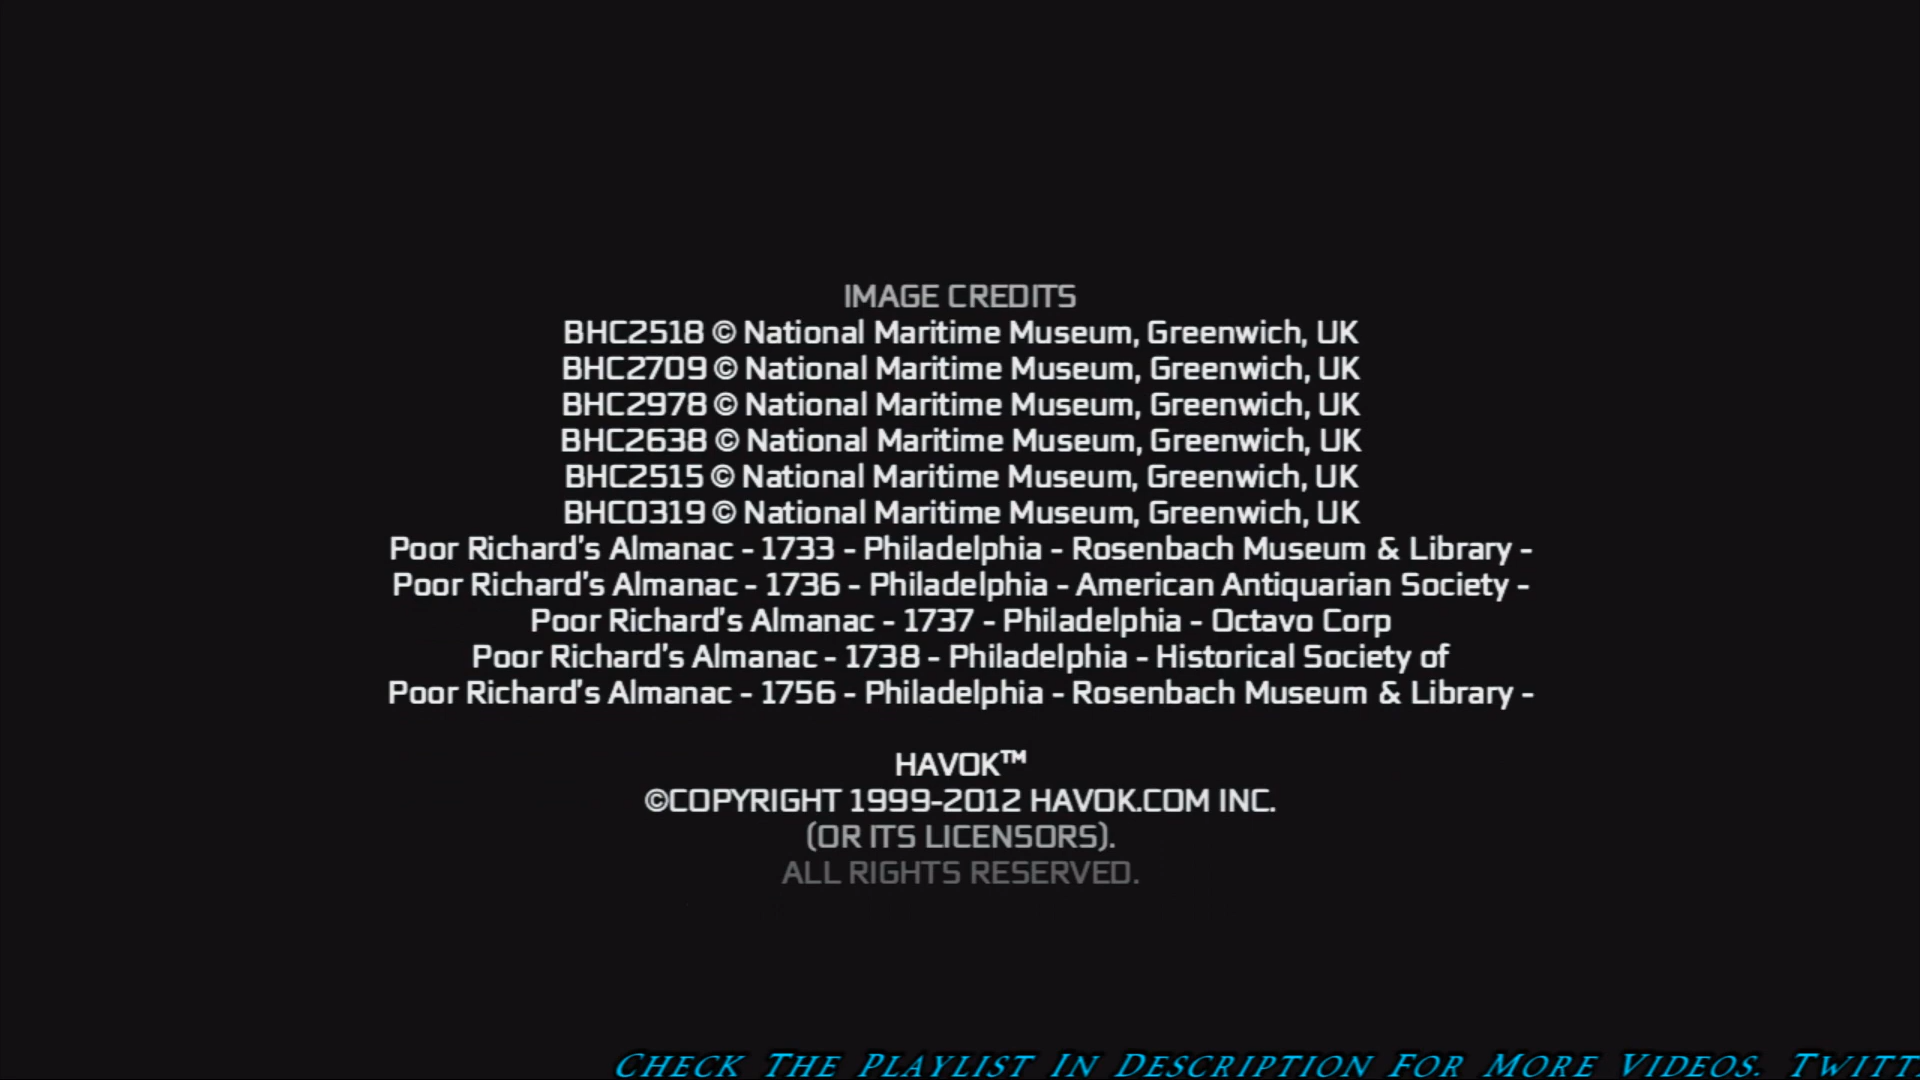 IMAGE CREDITS
BHC2518 © National Maritime Museum, Greenwich, UK
BHC2709 © National Maritime Museum, Greenwich, UK
BHC2978 © National Maritime Museum, Greenwich, UK
BHC2638 © National Maritime Museum, Greenwich, UK
BHC2515 © National Maritime Museum, Greenwich, UK
BHC0319 © National Maritime Museum, Greenwich, UK
Poor Richard's Almanac - 1733 - Philadelphia - Rosenbach Museum & Library -
Poor Richard's Almanac - 1736 - Philadelphia - American Antiquarian Society -
Poor Richard's Almanac - 1737 - Philadelphia - Octavo Corp
Poor Richard's Almanac - 1738 - Philadelphia - Historical Society of
Poor Richard's Almanac - 1756 - Philadelphia - Rosenbach Museum & Library -
HAVOK™
©COPYRIGHT 1999-2012 HAVOK.COM INC.
(OR ITS LICENSORS).
ALL RIGHTS RESERVED.
Check The Playlist In Description For More Videos. Twitt